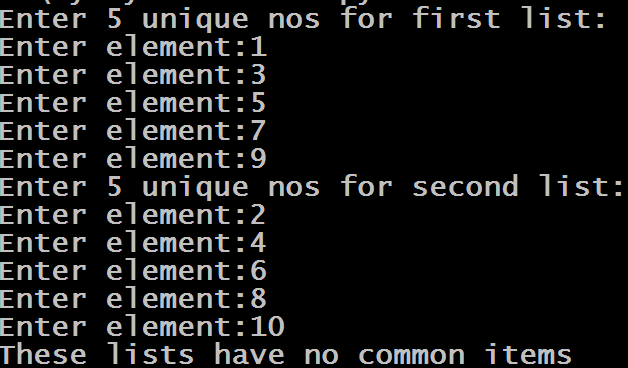 Enter 5 unique nos for first list:
Enter element:1
Enter element:3
Enter element:5
Enter element:7
Enter element:9
Enter 5 unique nos for second list:
Enter element:2
Enter element:4
Enter element:6
Enter element:8
Enter element:10
These lists have no common items